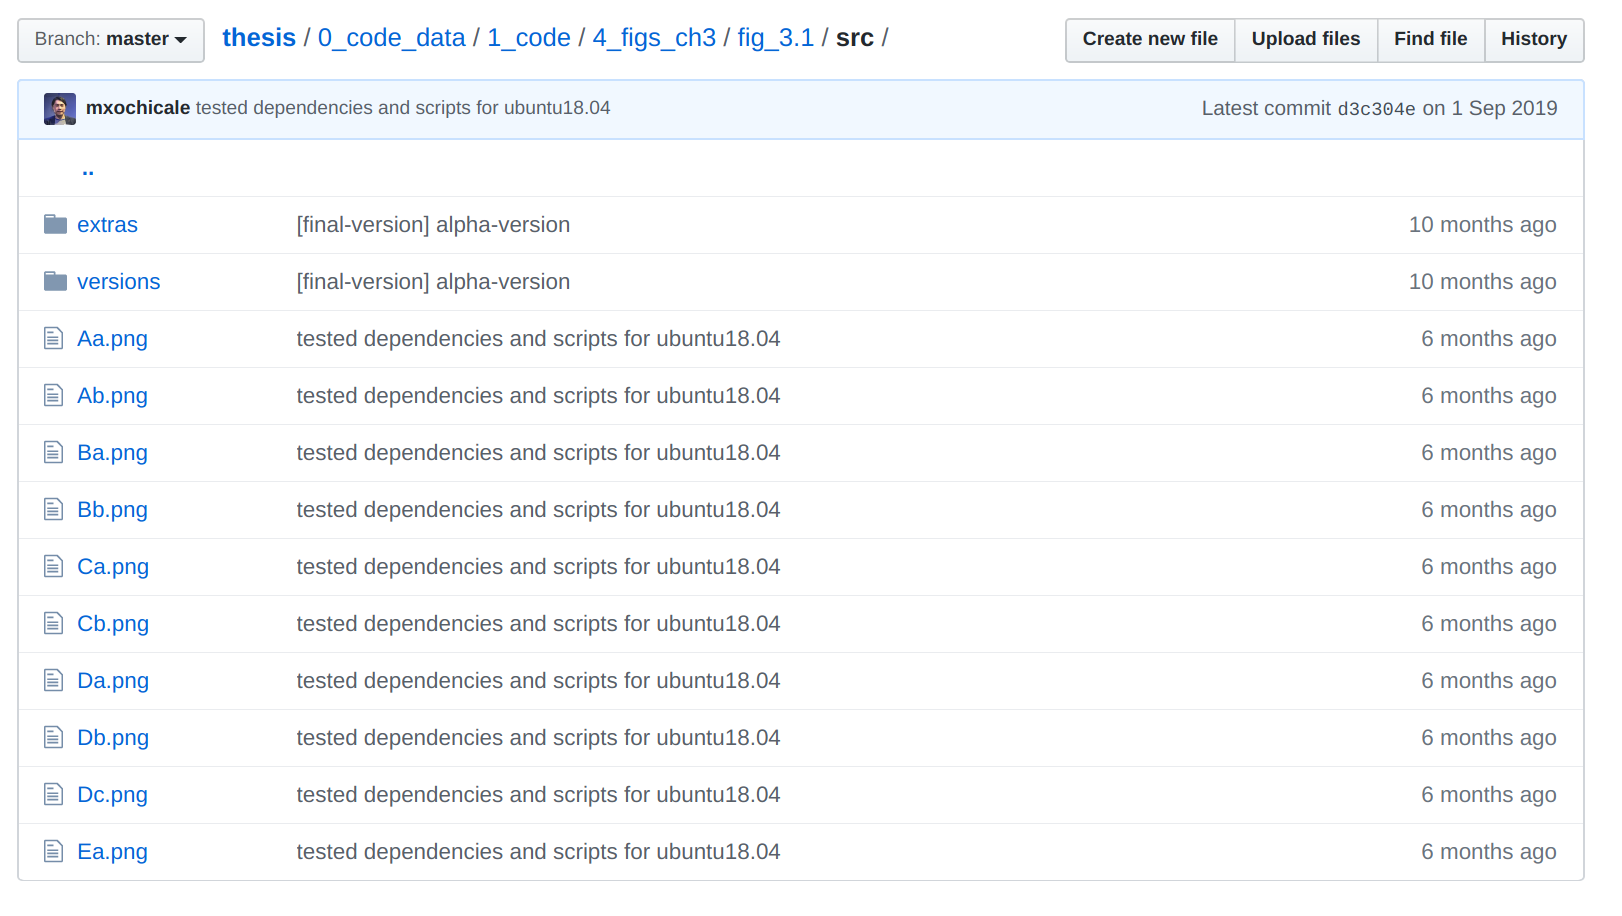 Branch: master thesis / 0_code_data / 1_code / 4_figs_ch3 / fig_3.1 / src / Create new file Upload files Find file History
mxochicale tested dependencies and scripts for ubuntu18.04 Latest commit d3c304e on 1 Sep 2019
..
extras [final-version] alpha-version 10 months ago
versions [final-version] alpha-version 10 months ago
Aa.png tested dependencies and scripts for ubuntu18.04 6 months ago
Ab.png tested dependencies and scripts for ubuntu18.04 6 months ago
Ba.png tested dependencies and scripts for ubuntu18.04 6 months ago
Bb.png tested dependencies and scripts for ubuntu18.04 6 months ago
Ca.png tested dependencies and scripts for ubuntu18.04 6 months ago
Cb.png tested dependencies and scripts for ubuntu18.04 6 months ago
Da.png tested dependencies and scripts for ubuntu18.04 6 months ago
Db.png tested dependencies and scripts for ubuntu18.04 6 months ago
Dc.png tested dependencies and scripts for ubuntu18.04 6 months ago
Ea.png tested dependencies and scripts for ubuntu18.04 6 months ago